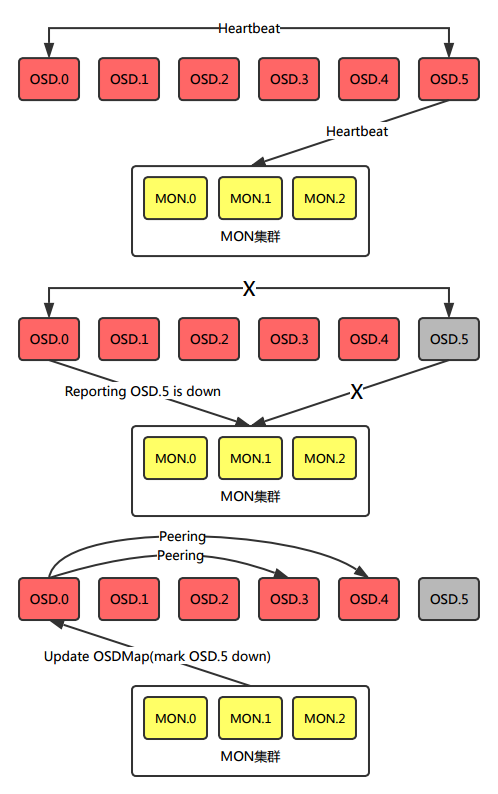 Heartbeat
OSD.0 OSD.1 OSD.2 OSD.3 OSD.4 OSD.5
Heartbeat
MON.0 MON.1 MON.2
MON集群
X
OSD.0 OSD.1 OSD.2 OSD.3 OSD.4 OSD.5
Reporting OSD.5 is down X
MON.0 MON.1 MON.2
MON集群
Peering
Peering
OSD.0 OSD.1 OSD.2 OSD.3 OSD.4 OSD.5
Update OSDMap(mark OSD.5 down)
MON.0 MON.1 MON.2
MON集群